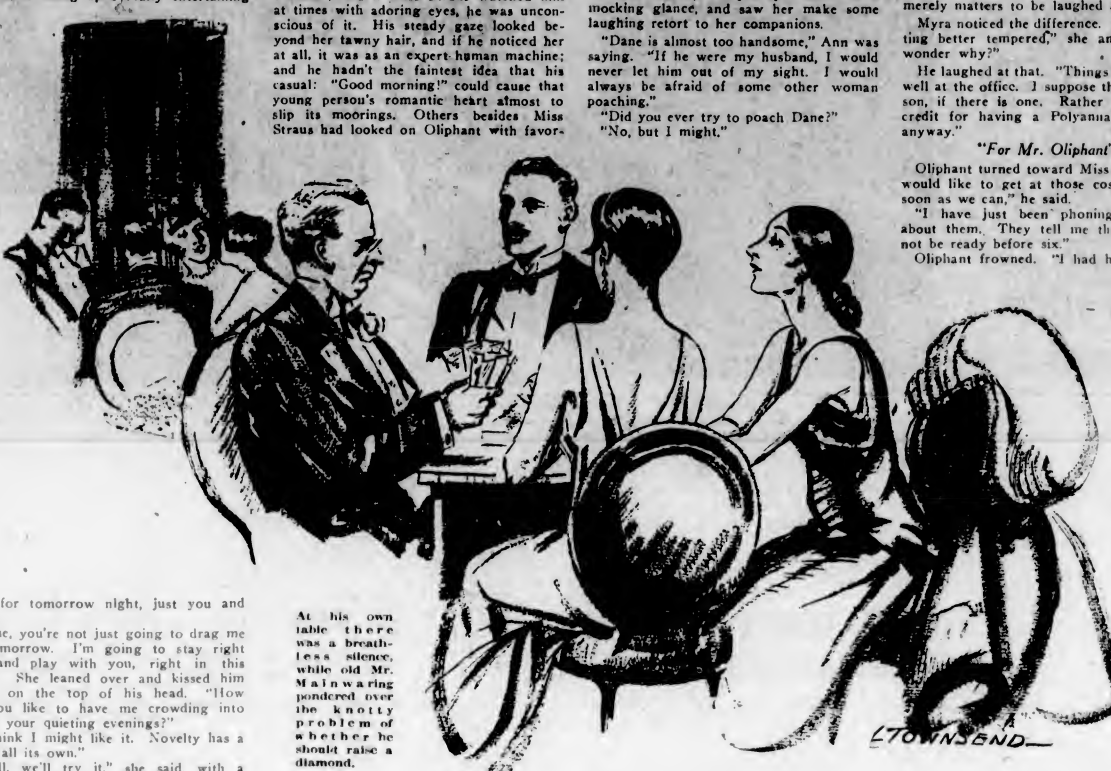 at times with adoring eyes, he was uncon-
scious of it. His steady gaze looked be-
yond her tawny hair, and if he noticed her
at all, it was as an expert human machine;
and he hadn't the faintest idea that his
casual: "Good morning!" could cause that
young person's romantic heart almost to
slip its moorings. Others besides Miss
Straus had looked on Oliphant with favor-
mocking glance, and saw her make some
laughing retort to her companions.
"Dane is almost too handsome," Ann was
saying. "If he were my husband, I would
never let him out of my sight. I would
always be afraid of some other woman
poaching."
"Did you ever try to poach Dane?"
"No, but I might."
merely matters to be laughed
Myra noticed the difference.
ting better tempered," she
wonder why?"
He laughed at that. "Things
well at the office. I suppose
son, if there is one. Rather
credit for having a Polyanna
anyway."
"For Mr. Oliphant"
Oliphant turned toward Miss
would like to get at those
soon as we can," he said.
"I have just been phoning
about them. They tell me
not be ready before six."
Oliphant frowned. "I had
for tomorrow night, just you and
you're not just going to drag me
morrow. I'm going to stay right
and play with you, right in this
She leaned over and kissed him
on the top of his head. "How
you like to have me crowding into
your quieting evenings?"
think I might like it. Novelty has a
all its own."
we'll try it," she said with a
At his own
table there
was a breath-
less silence,
while old Mr.
Mainwaring
pondered over
the knotty
problem of
whether he
should raise a
diamond.
LTOWNSEND